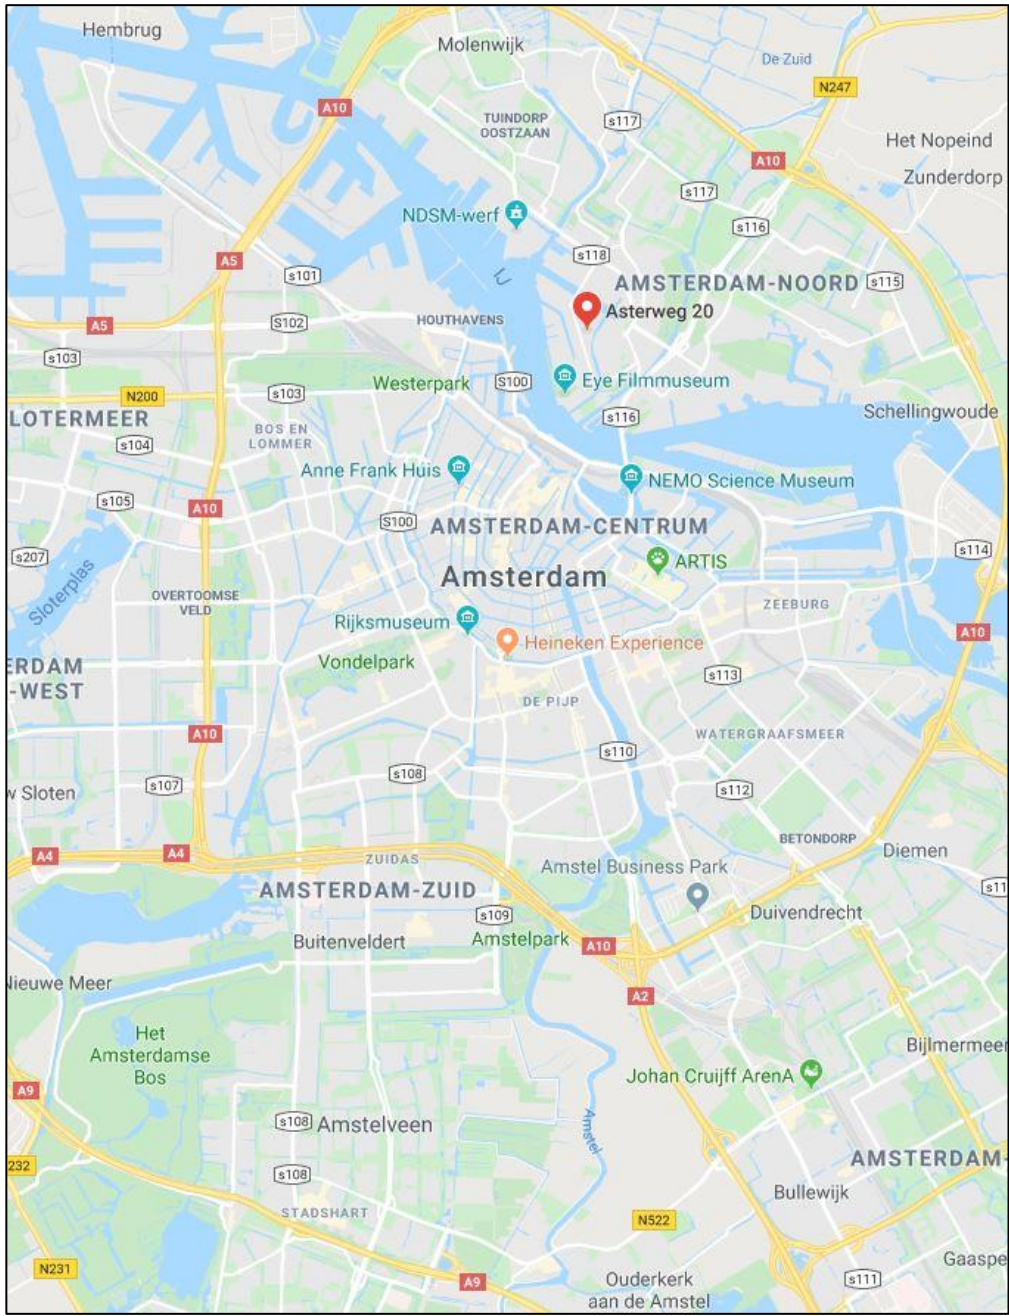 Hembrug
Molenwijk
De Zuid
N247
A10
TUINDORP
OOSTZAAN
s117
Het Nopeind
A10
Zunderdorp
s117
NDSM-werf
s116
s118
A5
IJ
s101
AMSTERDAM-NOORD
s115
Asterweg 20
A5
S102
HOUTHAVENS
s103
Westerpark
S100
Eye Filmmuseum
N200
s103
LOTERMEER
s116
Schellingwoude
s104
BOS EN
LOMMER
Anne Frank Huis
NEMO Science Museum
s105
A10
S100
AMSTERDAM-CENTRUM
s207
s114
ARTIS
Amsterdam
Sloterplas
OVERTOOMSE
VELD
ZEEBURG
Rijksmuseum
A10
Heineken Experience
ERDAM
-WEST
Vondelpark
s113
DE PIJP
A10
WATERGRAAFSMEER
s110
s108
s107
w Sloten
s112
BETONDORP
A4
A4
ZUIDAS
Diemen
Amstel Business Park
AMSTERDAM-ZUID
s11
s109
Duivendrecht
Buitenveldert
Amstelpark
A10
Nieuwe Meer
A2
Het
Amsterdamse
Bos
Bijlmermeer
Johan Cruijff ArenA
A9
s108
Amstelveen
Amstel
232
s108
AMSTERDAM-
Bullewijk
STADSHART
N522
N231
A9
Gaaspe
Ouderkerk
aan de Amstel
s111